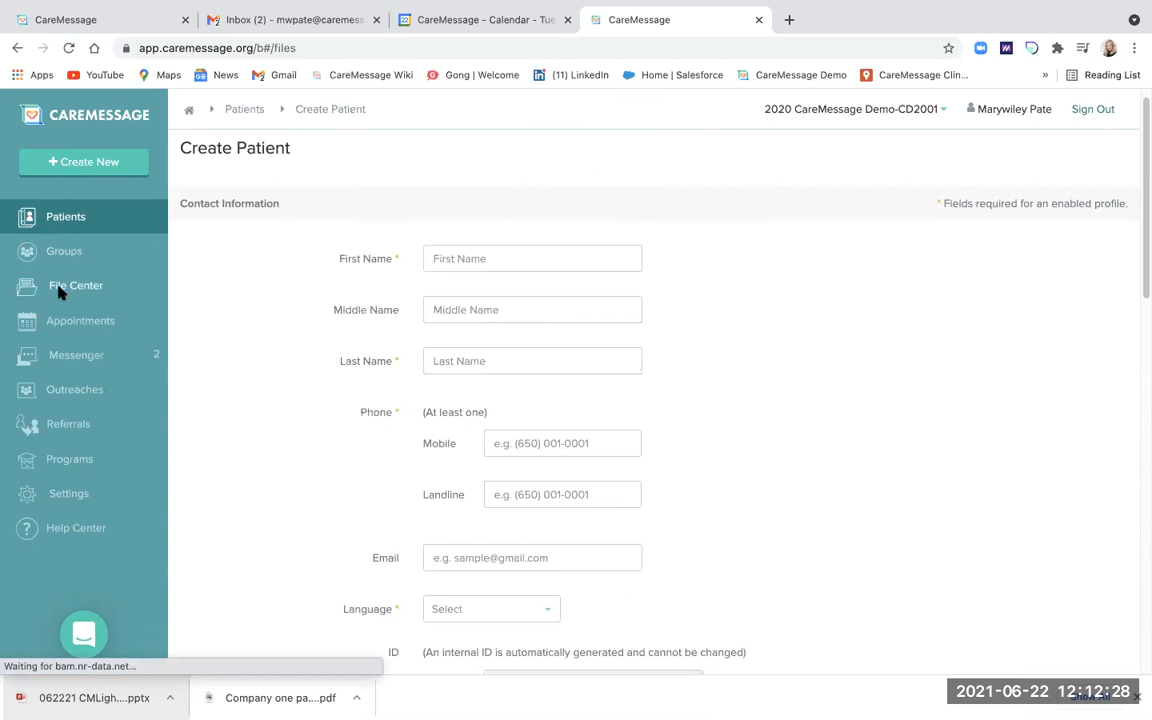 CareMessage
Inbox (2) - mwpate@caremess
CareMessage - Calendar - Tue
CareMessage
app.caremessage.org/b#/files
Apps
YouTube
Maps
News
Gmail
CareMessage Wiki
Gong | Welcome
(11) LinkedIn
Home | Salesforce
CareMessage Demo
CareMessage Clin...
»
Reading List
CAREMESSAGE
Patients
Create Patient
2020 CareMessage Demo-CD2001
Marywiley Pate
Sign Out
+ Create New
Create Patient
Contact Information
* Fields required for an enabled profile.
Patients
Groups
File Center
Appointments
Messenger 2
Outreaches
Referrals
Programs
Settings
Help Center
First Name * First Name
Middle Name Middle Name
Last Name * Last Name
Phone * (At least one)
Mobile e.g. (650) 001-0001
Landline e.g. (650) 001-0001
Email e.g. sample@gmail.com
Language * Select
ID (An internal ID is automatically generated and cannot be changed)
Waiting for bam.nr-data.net...
062221 CMLigh....pptx
Company one pa....pdf
2021-06-22 12:12:28